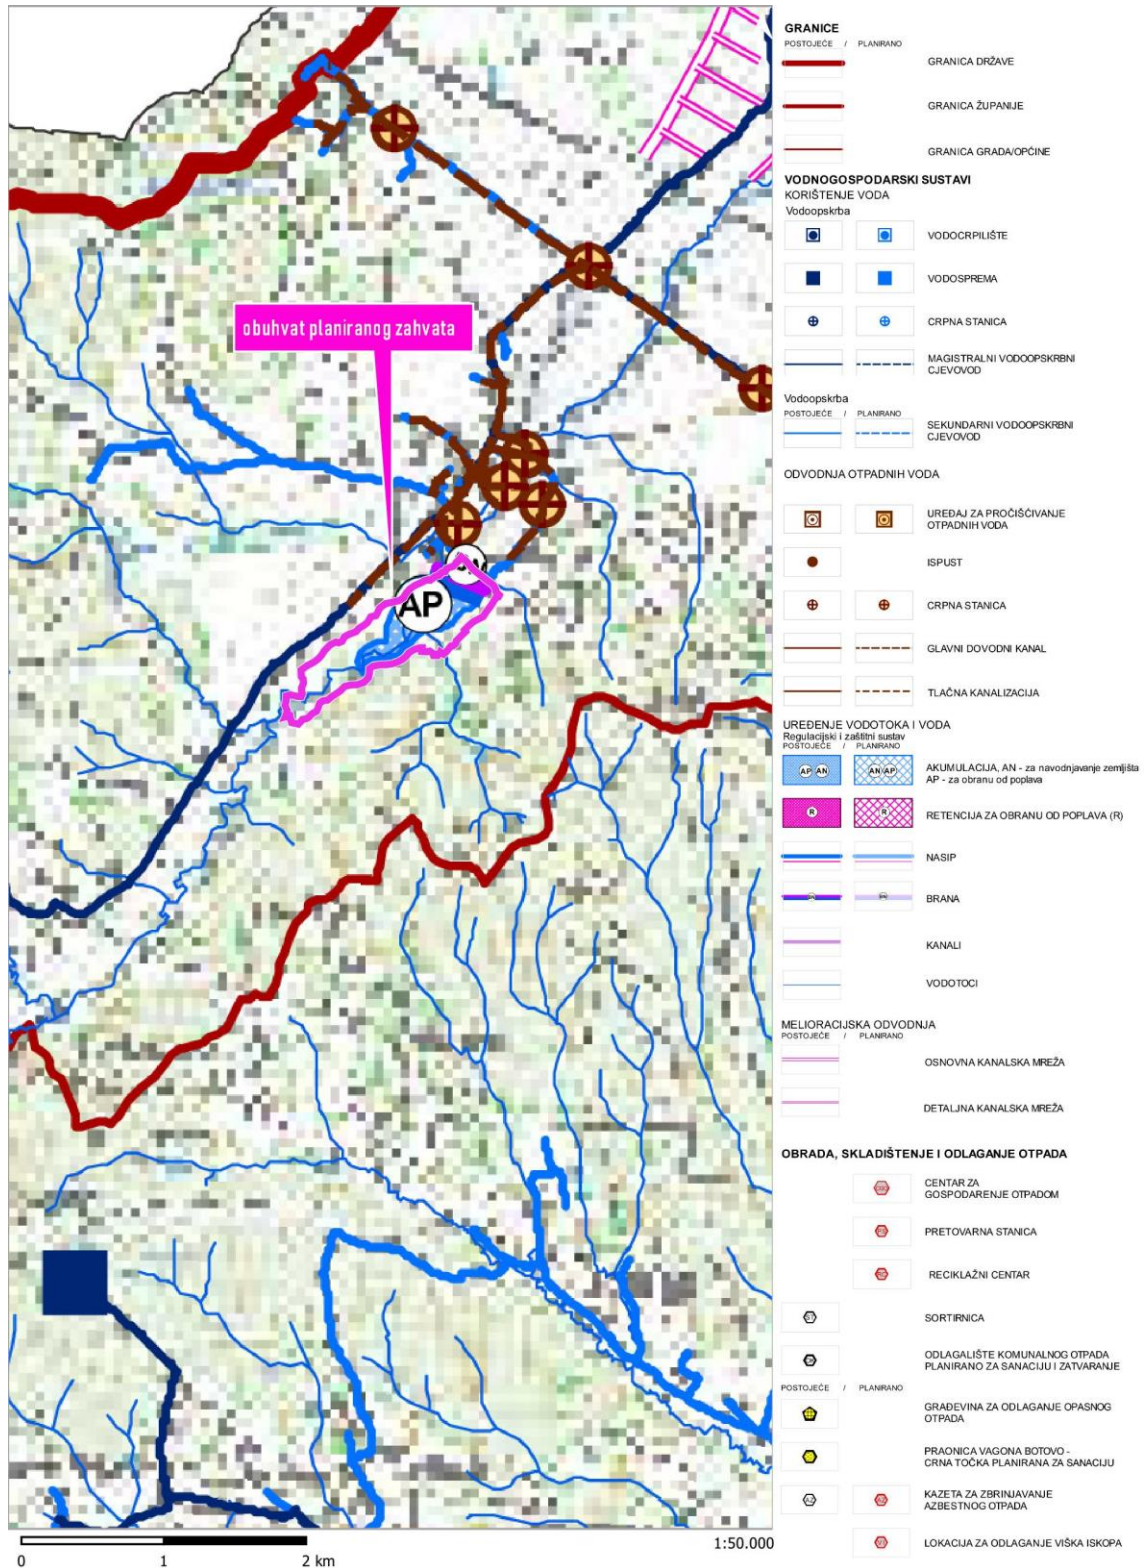 obuhvat planiranog zahvata
AP
0 1 2 km
1:50.000
GRANICE
POSTOJEĆE / PLANIRANO
GRANICA DRŽAVE
GRANICA ŽUPANIJE
GRANICA GRADA/OPĆINE
VODNOGOSPODARSKI SUSTAVI
KORIŠTENJE VODA
Vodoopskrba
VODOCRPILIŠTE
VODOSPREMA
CRPNA STANICA
MAGISTRALNI VODOOPSKRBNI
CJEVOVOD
Vodoopskrba
POSTOJEĆE / PLANIRANO
SEKUNDARNI VODOOPSKRBNI
CJEVOVOD
ODVODNJA OTPADNIH VODA
UREĐAJ ZA PROČIŠĆIVANJE
OTPADNIH VODA
ISPUST
CRPNA STANICA
GLAVNI DOVODNI KANAL
TLAČNA KANALIZACIJA
UREĐENJE VODOTOKA I VODA
Regulacijski i zaštitni sustav
POSTOJEĆE / PLANIRANO
AP AN AN AP AKUMULACIJA, AN - za navodnjavanje zemljišta
AP - za obranu od poplava
R R RETENCIJA ZA OBRANU OD POPLAVA (R)
NASIP
BRANA
KANALI
VODOTOCI
MELIORACIJSKA ODVODNJA
POSTOJEĆE / PLANIRANO
OSNOVNA KANALSKA MREŽA
DETALJNA KANALSKA MREŽA
OBRADA, SKLADIŠTENJE I ODLAGANJE OTPADA
CENTAR ZA
GOSPODARENJE OTPADOM
PRETOVARNA STANICA
RECIKLAŽNI CENTAR
SORTIRNICA
ODLAGALIŠTE KOMUNALNOG OTPADA
PLANIRANO ZA SANACIJU I ZATVARANJE
POSTOJEĆE / PLANIRANO
GRAĐEVINA ZA ODLAGANJE OPASNOG
OTPADA
PRAONICA VAGONA BOTOVO -
CRNA TOČKA PLANIRANA ZA SANACIJU
KAZETA ZA ZBRINJAVANJE
AZBESTNOG OTPADA
LOKACIJA ZA ODLAGANJE VIŠKA ISKOPA